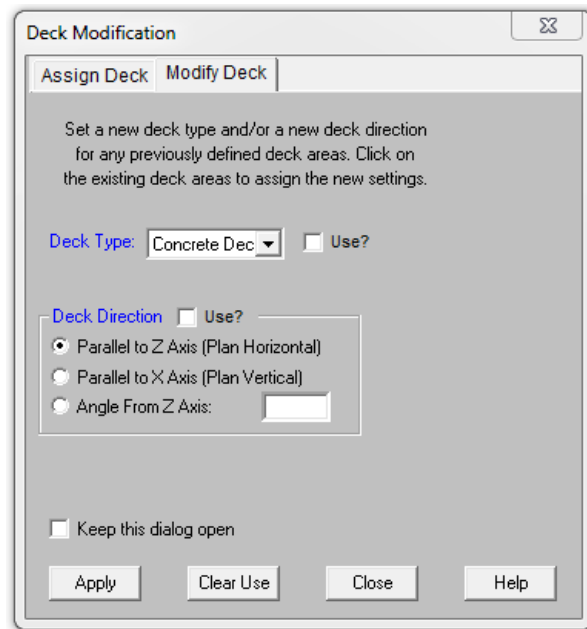 Deck Modification
Assign Deck Modify Deck
Set a new deck type and/or a new deck direction
for any previously defined deck areas. Click on
the existing deck areas to assign the new settings.
Deck Type: Concrete Dec Use?
Deck Direction Use?
Parallel to Z Axis (Plan Horizontal)
Parallel to X Axis (Plan Vertical)
Angle From Z Axis:
Keep this dialog open
Apply Clear Use Close Help